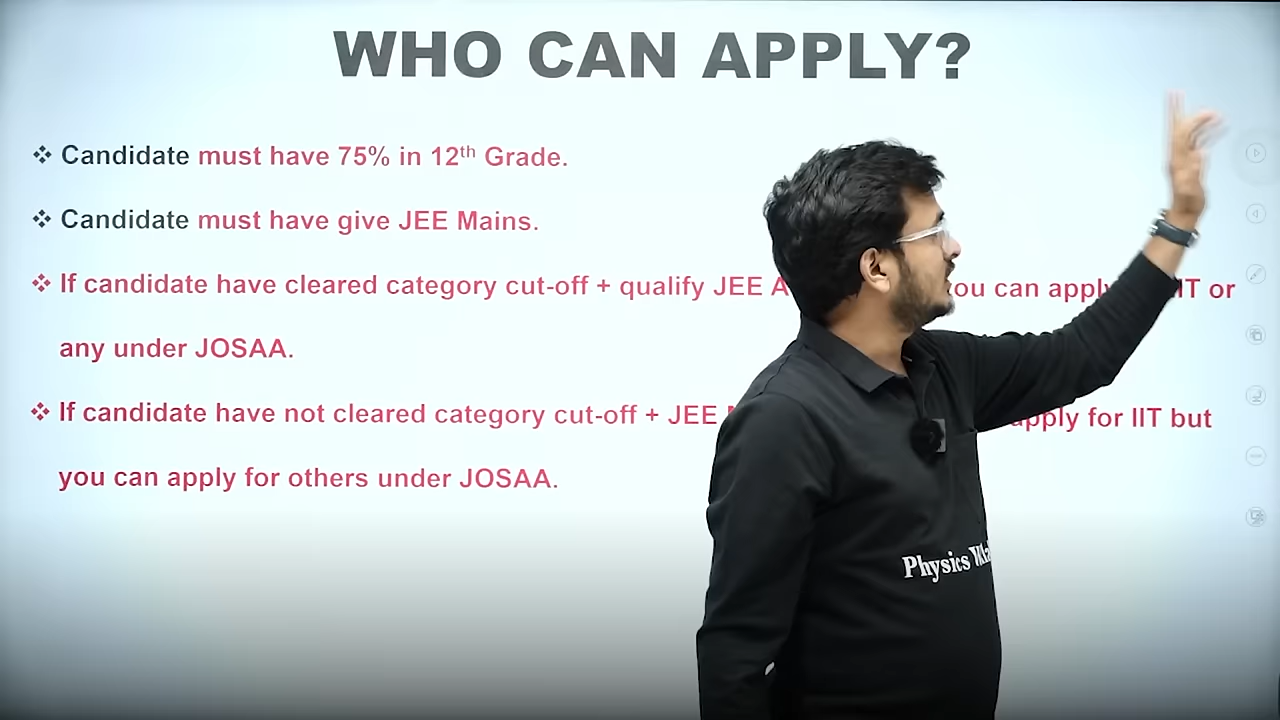 WHO CAN APPLY?
❖ Candidate must have 75% in 12th Grade.
❖ Candidate must have give JEE Mains.
❖ If candidate have cleared category cut-off + qualify JEE A you can apply IIT or
any under JOSAA.
❖ If candidate have not cleared category cut-off + JEE apply for IIT but
you can apply for others under JOSAA.
Physics